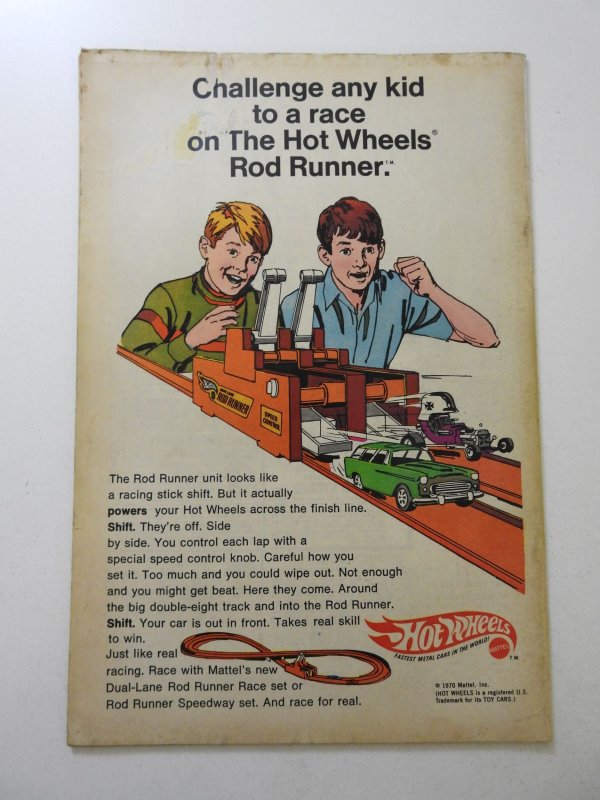 Challenge any kid
to a race
on The Hot Wheels®
Rod Runner.™
ROD RUNNER
SPEED
CONTROL
The Rod Runner unit looks like
a racing stick shift. But it actually
powers your Hot Wheels across the finish line.
Shift. They're off. Side
by side. You control each lap with a
special speed control knob. Careful how you
set it. Too much and you could wipe out. Not enough
and you might get beat. Here they come. Around
the big double-eight track and into the Rod Runner.
Shift. Your car is out in front. Takes real skill
to win.
Just like real
racing. Race with Mattel's new
Dual-Lane Rod Runner Race set or
Rod Runner Speedway set. And race for real.
Hot Wheels
FASTEST METAL CARS IN THE WORLD!
MATTEL
T.M.
© 1970 Mattel, Inc.
(HOT WHEELS is a registered U.S.
Trademark for its TOY CARS.)